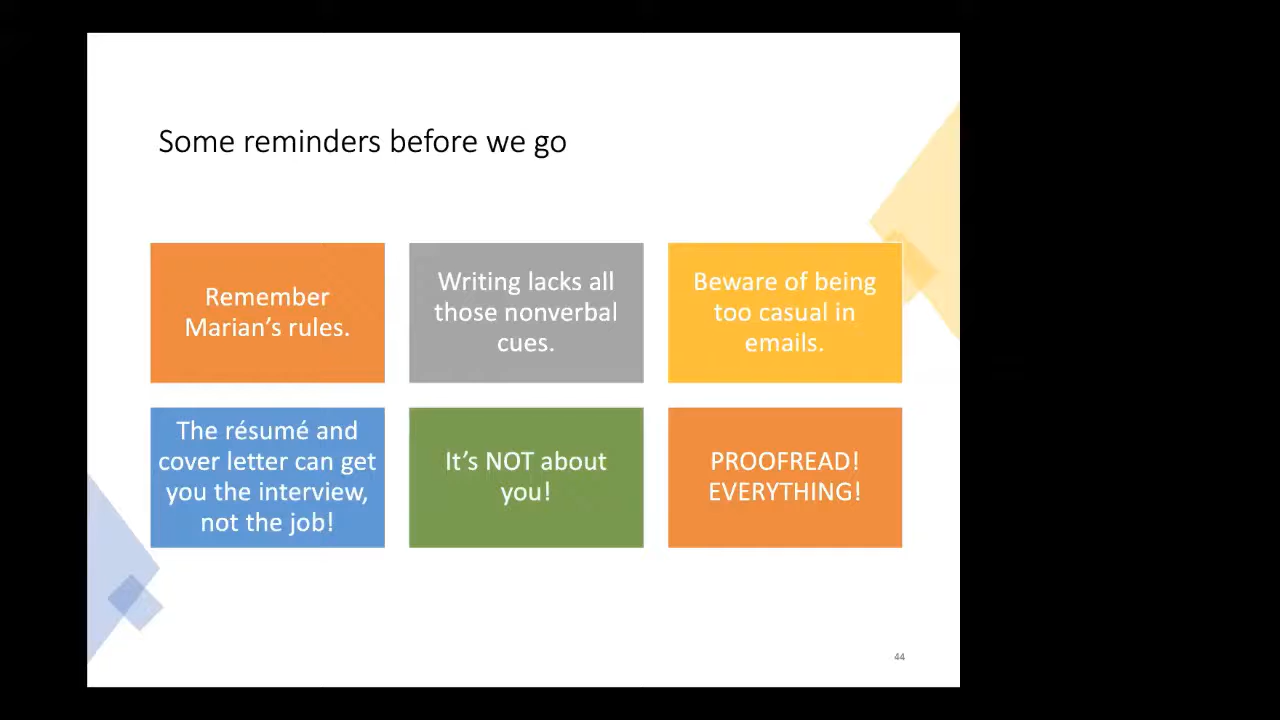 Some reminders before we go
Remember
Marian’s rules.
Writing lacks all
those nonverbal
cues.
Beware of being
too casual in
emails.
The résumé and
cover letter can get
you the interview,
not the job!
It’s NOT about
you!
PROOFREAD!
EVERYTHING!
44